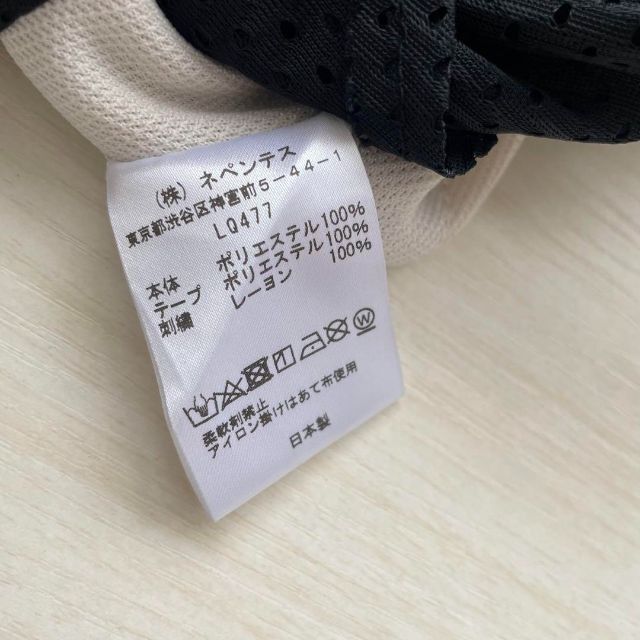 (株) ネペンテス
東京都渋谷区神宮前5-44-1
LQ477
本体 ポリエステル100%
テープ ポリエステル100%
刺繍 レーヨン 100%
柔軟剤禁止
アイロン掛けはあて布使用
日本製